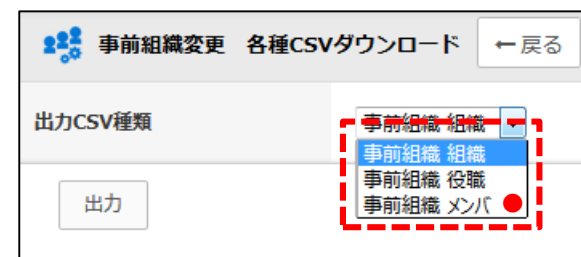 事前組織変更 各種CSVダウンロード ←戻る
出力CSV種類 事前組織 組織
事前組織 組織
事前組織 役職
事前組織 メンバ
出力